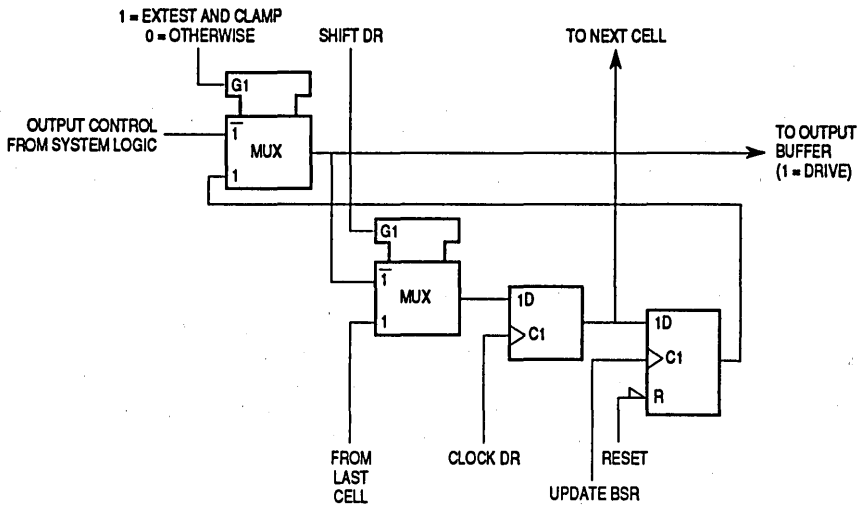 1 = EXTEST AND CLAMP
0 = OTHERWISE
SHIFT DR
TO NEXT CELL
G1
OUTPUT CONTROL
FROM SYSTEM LOGIC
1
MUX
1
TO OUTPUT
BUFFER
(1 = DRIVE)
G1
1
MUX
1
1D
C1
1D
C1
R
FROM
LAST
CELL
CLOCK DR
RESET
UPDATE BSR